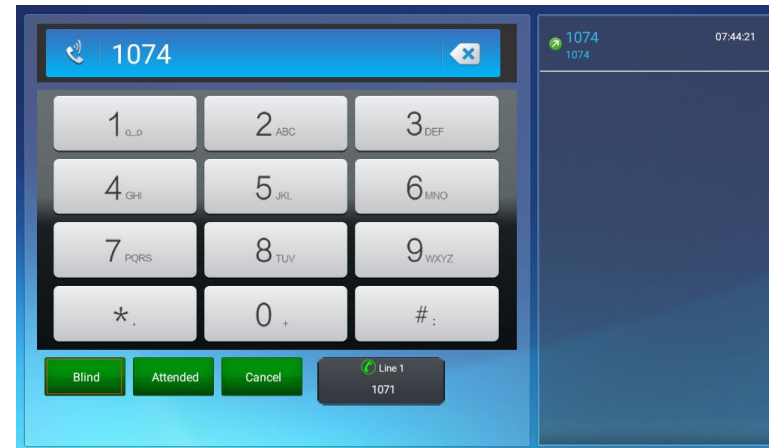 1074
1074 07:44:21
1074
1 2 ABC 3 DEF
4 GHI 5 JKL 6 MNO
7 PQRS 8 TUV 9 WXYZ
* . 0 + # :
Blind Attended Cancel Line 1
1071